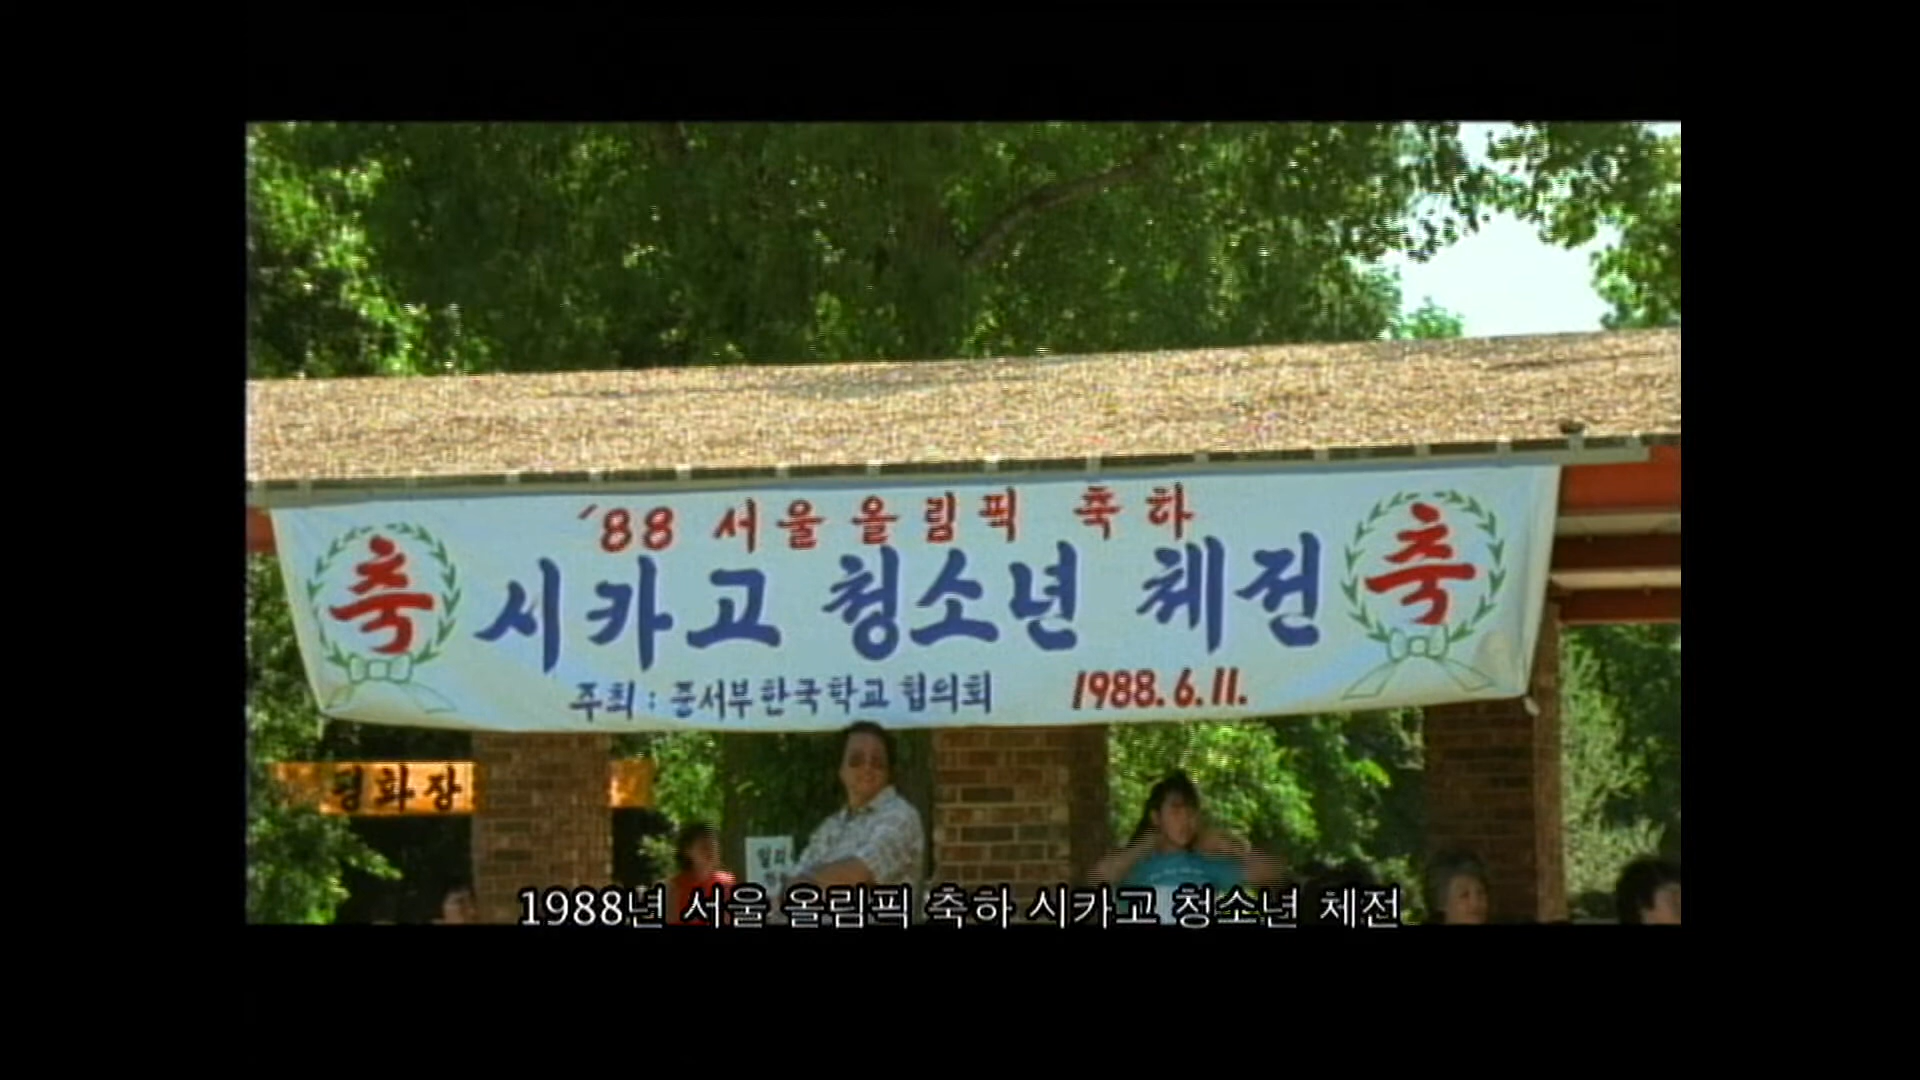 '88 서울올림픽 축하
축 시카고 청소년 체전 축
주최 : 중서부한국학교협의회 1988. 6. 11.
평화장
1988년 서울 올림픽 축하 시카고 청소년 체전